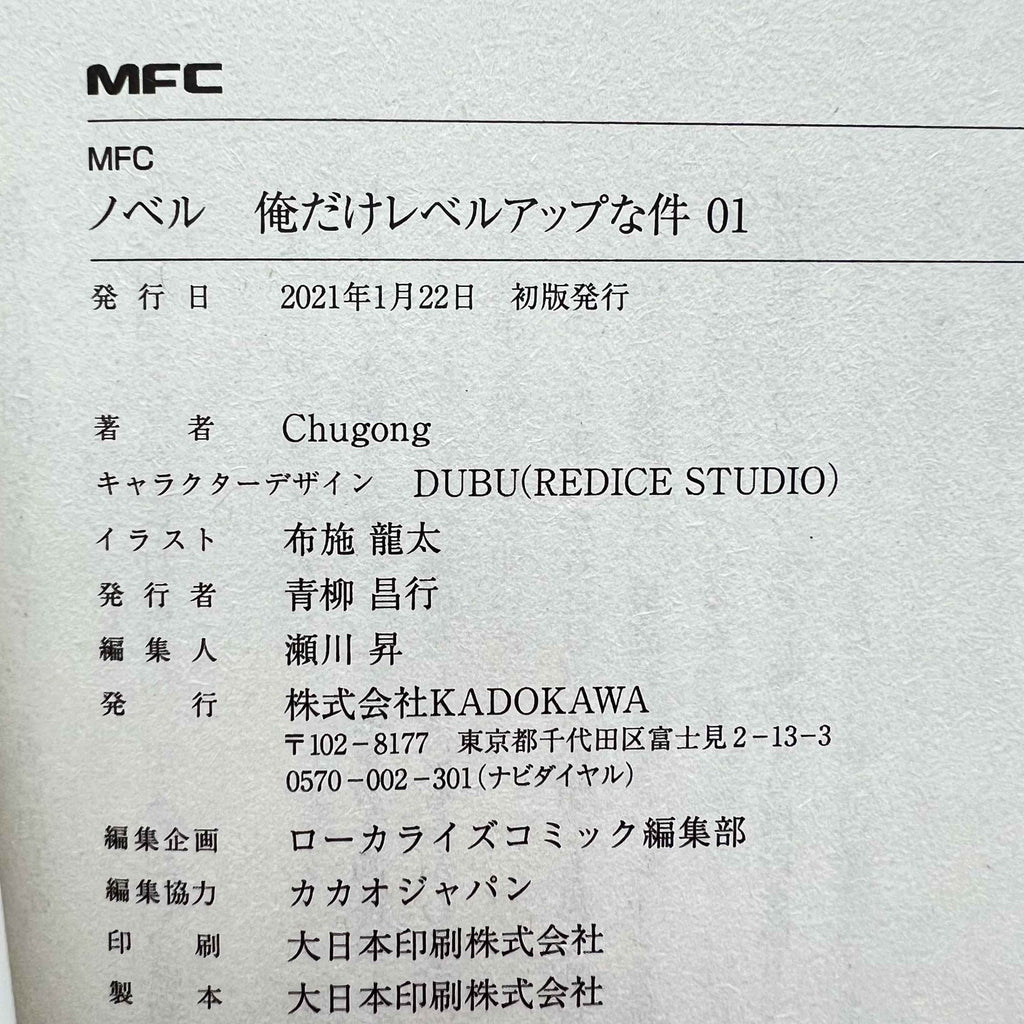 MFC
MFC
ノベル　俺だけレベルアップな件 01
発行日　2021年1月22日　初版発行
著者　Chugong
キャラクターデザイン　DUBU(REDICE STUDIO)
イラスト　布施 龍太
発行者　青柳 昌行
編集人　瀬川 昇
発行　株式会社KADOKAWA
〒102－8177　東京都千代田区富士見2－13－3
0570－002－301(ナビダイヤル)
編集企画　ローカライズコミック編集部
編集協力　カカオジャパン
印刷　大日本印刷株式会社
製本　大日本印刷株式会社